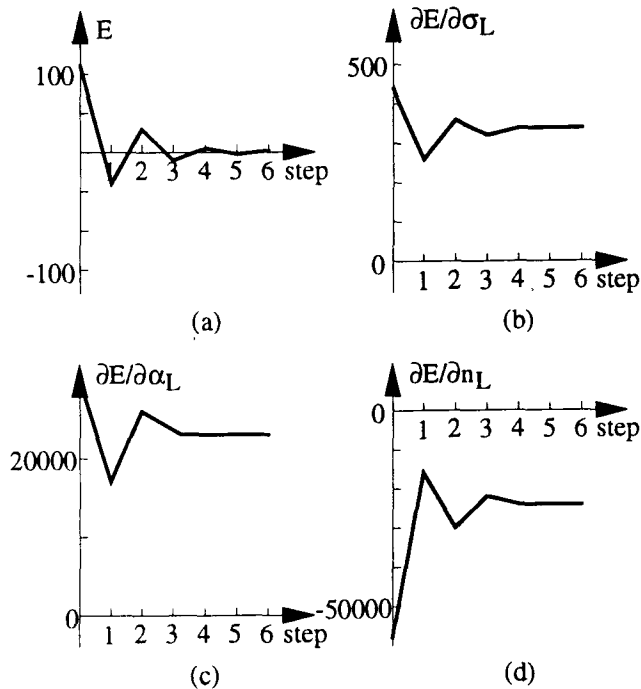 E
100
1 2 3 4 5 6 step
-100
(a)
∂E/∂σL
500
0
1 2 3 4 5 6
step
(b)
∂E/∂αL
20000
0
1 2 3 4 5 6 step
(c)
∂E/∂nL
0
1 2 3 4 5 6
step
-50000
(d)